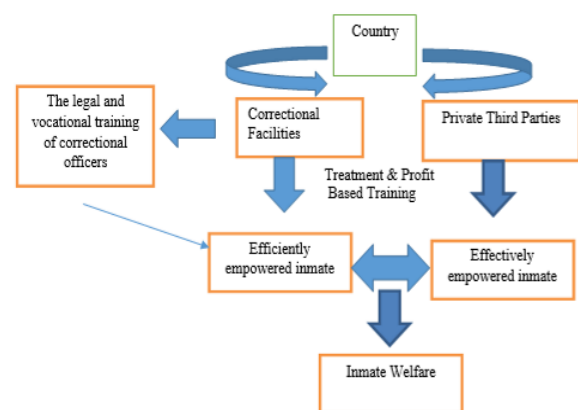 Country
The legal and
vocational training
of correctional
officers
Correctional
Facilities
Private Third Parties
Treatment & Profit
Based Training
Efficiently
empowered inmate
Effectively
empowered inmate
Inmate Welfare